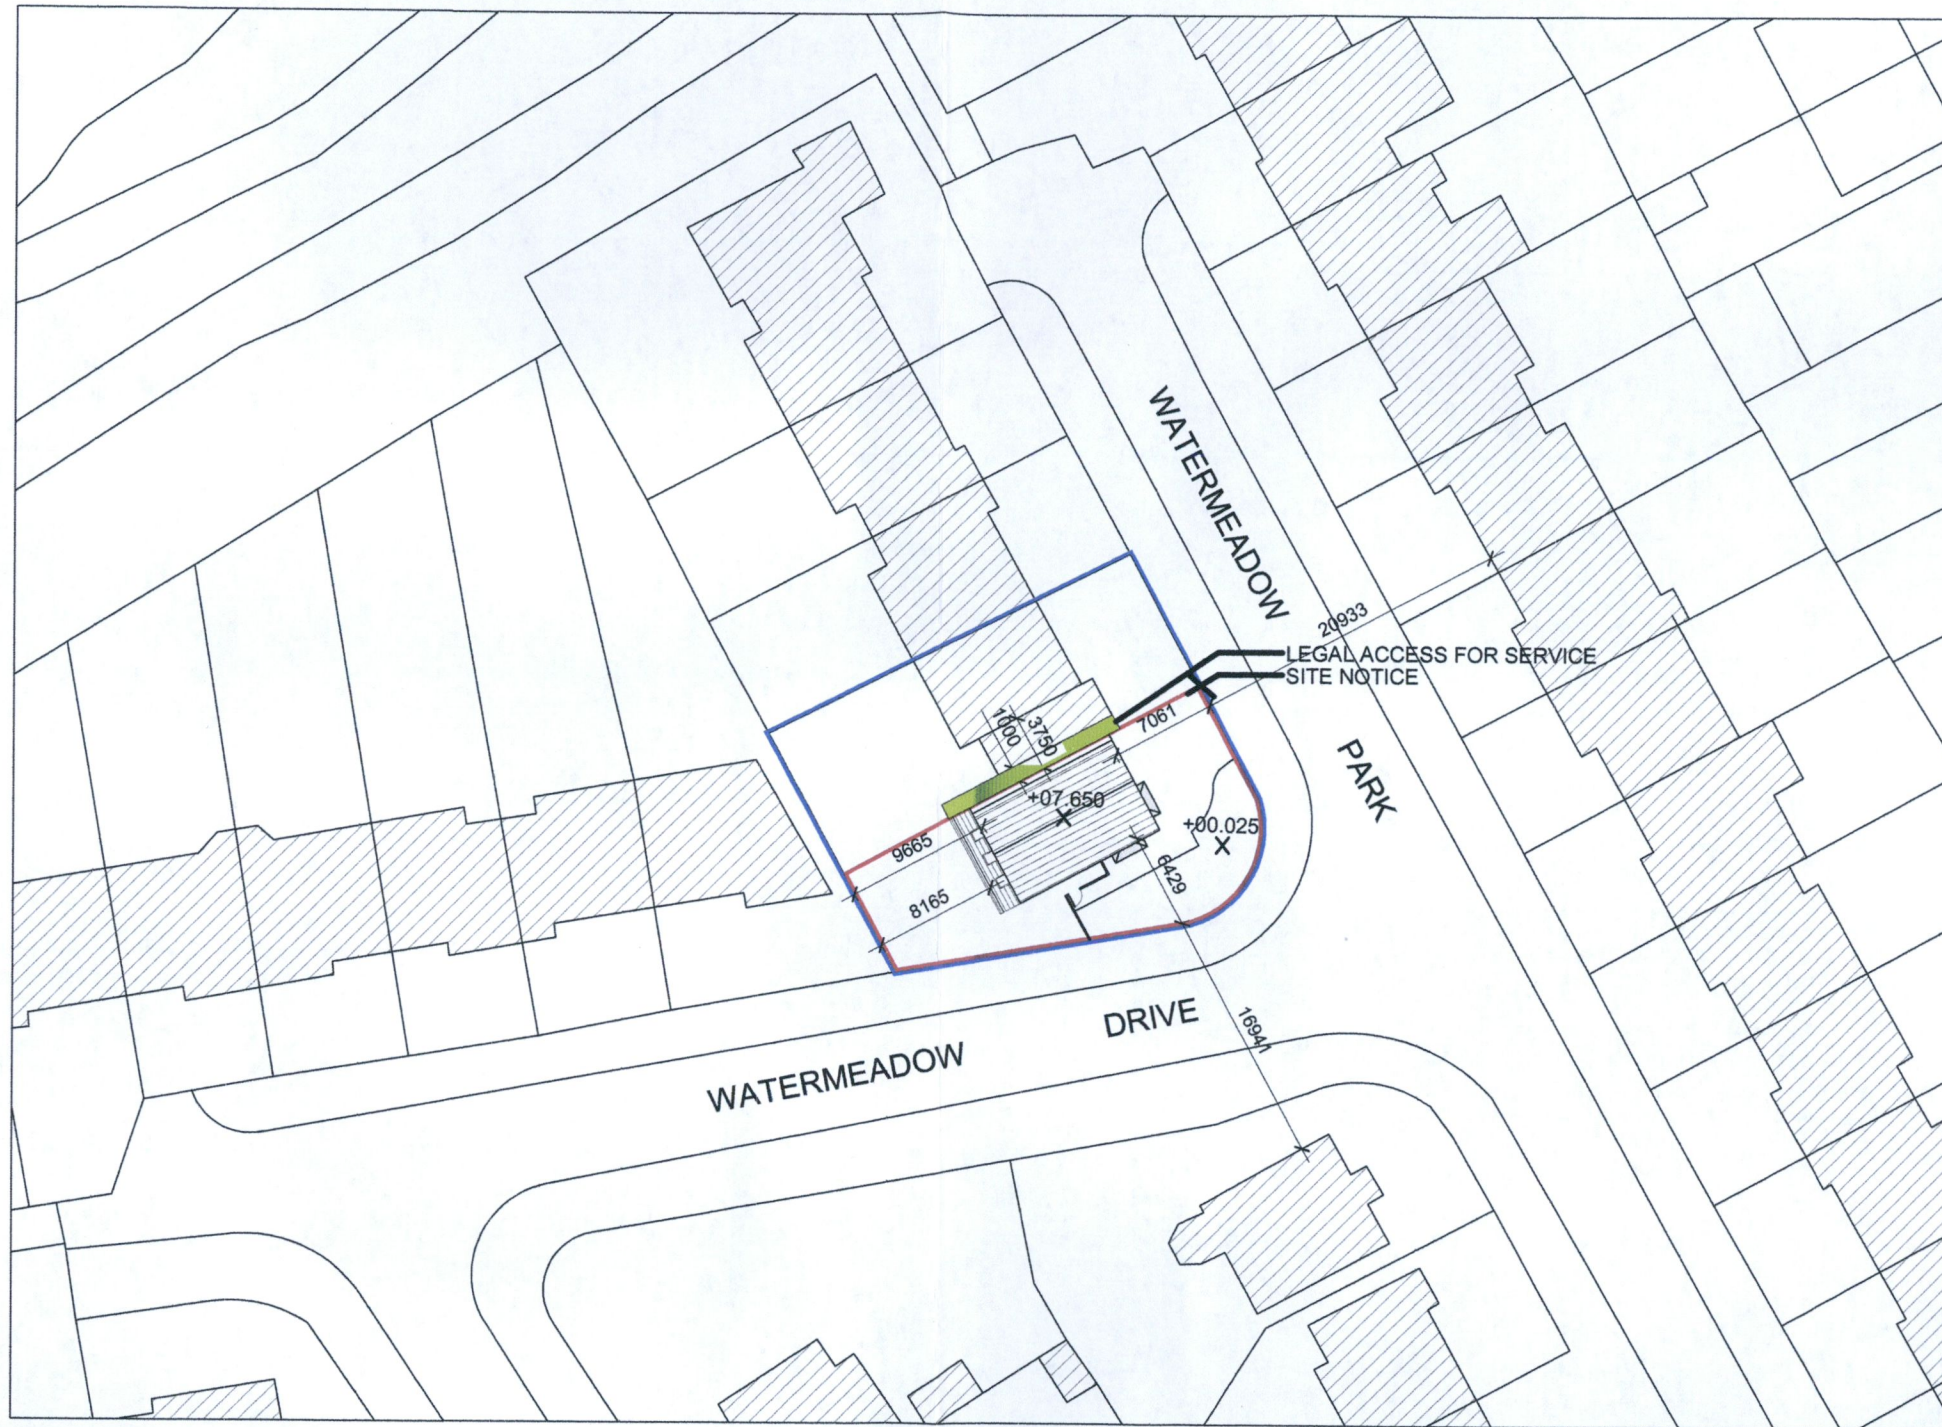 WATERMEADOW
PARK
20933
LEGAL ACCESS FOR SERVICE
SITE NOTICE
1000
3750
7061
+07.650
+00.025
9665
8165
6429
16941
WATERMEADOW DRIVE